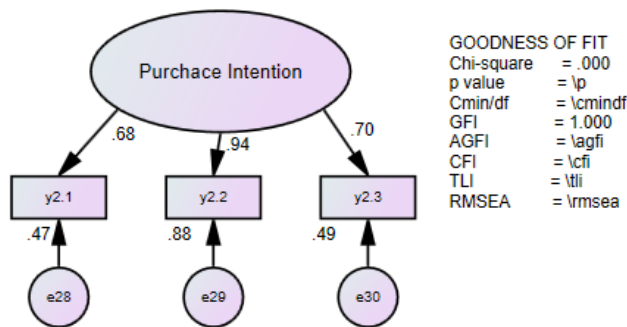 Purchace Intention
.68
.94
.70
y2.1
y2.2
y2.3
.47
.88
.49
e28
e29
e30
GOODNESS OF FIT
Chi-square = .000
p value = \p
Cmin/df = \cmindf
GFI = 1.000
AGFI = \agfi
CFI = \cfi
TLI = \tli
RMSEA = \rmsea